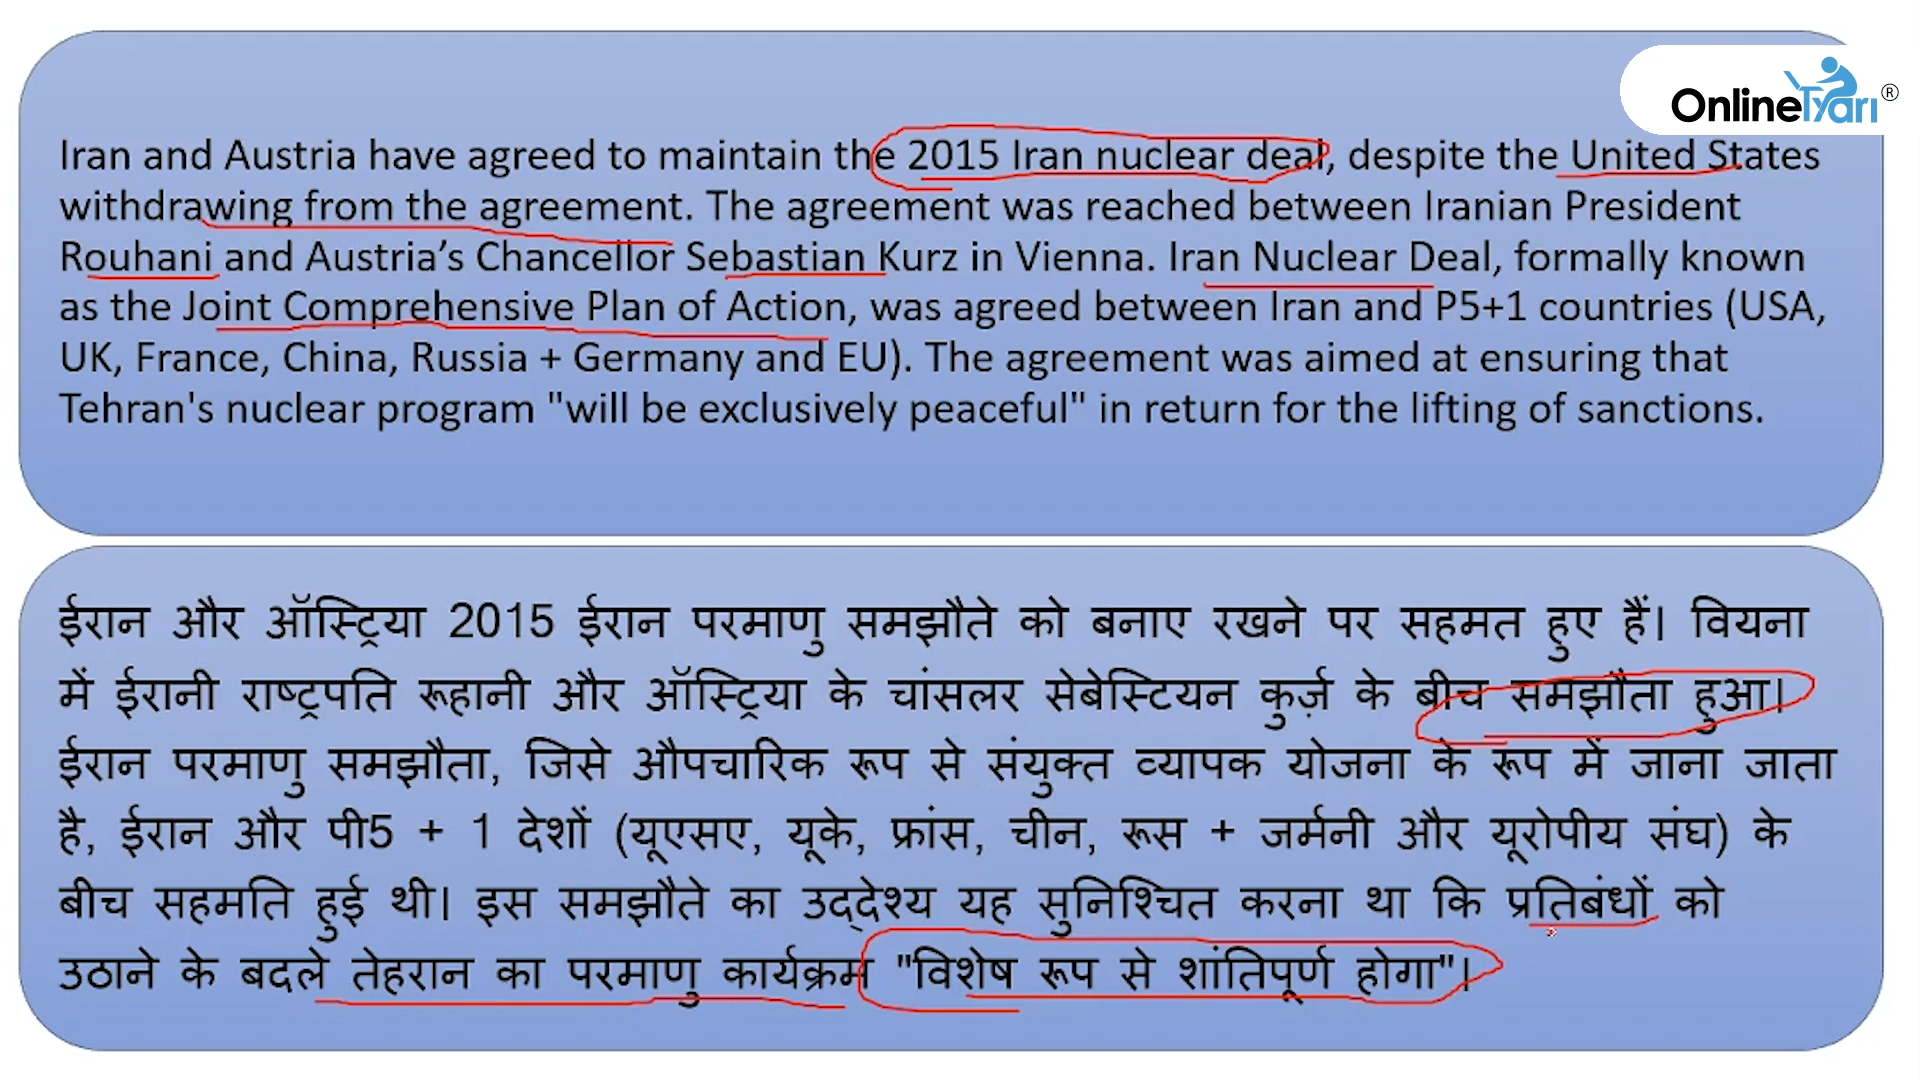 OnlineTyari®
Iran and Austria have agreed to maintain the 2015 Iran nuclear deal, despite the United States
withdrawing from the agreement. The agreement was reached between Iranian President
Rouhani and Austria’s Chancellor Sebastian Kurz in Vienna. Iran Nuclear Deal, formally known
as the Joint Comprehensive Plan of Action, was agreed between Iran and P5+1 countries (USA,
UK, France, China, Russia + Germany and EU). The agreement was aimed at ensuring that
Tehran's nuclear program "will be exclusively peaceful" in return for the lifting of sanctions.
ईरान और ऑस्ट्रिया 2015 ईरान परमाणु समझौते को बनाए रखने पर सहमत हुए हैं। वियना
में ईरानी राष्ट्रपति रूहानी और ऑस्ट्रिया के चांसलर सेबेस्टियन कुर्ज़ के बीच समझौता हुआ।
ईरान परमाणु समझौता, जिसे औपचारिक रूप से संयुक्त व्यापक योजना के रूप में जाना जाता
है, ईरान और पी5 + 1 देशों (यूएसए, यूके, फ्रांस, चीन, रूस + जर्मनी और यूरोपीय संघ) के
बीच सहमति हुई थी। इस समझौते का उद्देश्य यह सुनिश्चित करना था कि प्रतिबंधों को
उठाने के बदले तेहरान का परमाणु कार्यक्रम "विशेष रूप से शांतिपूर्ण होगा"।